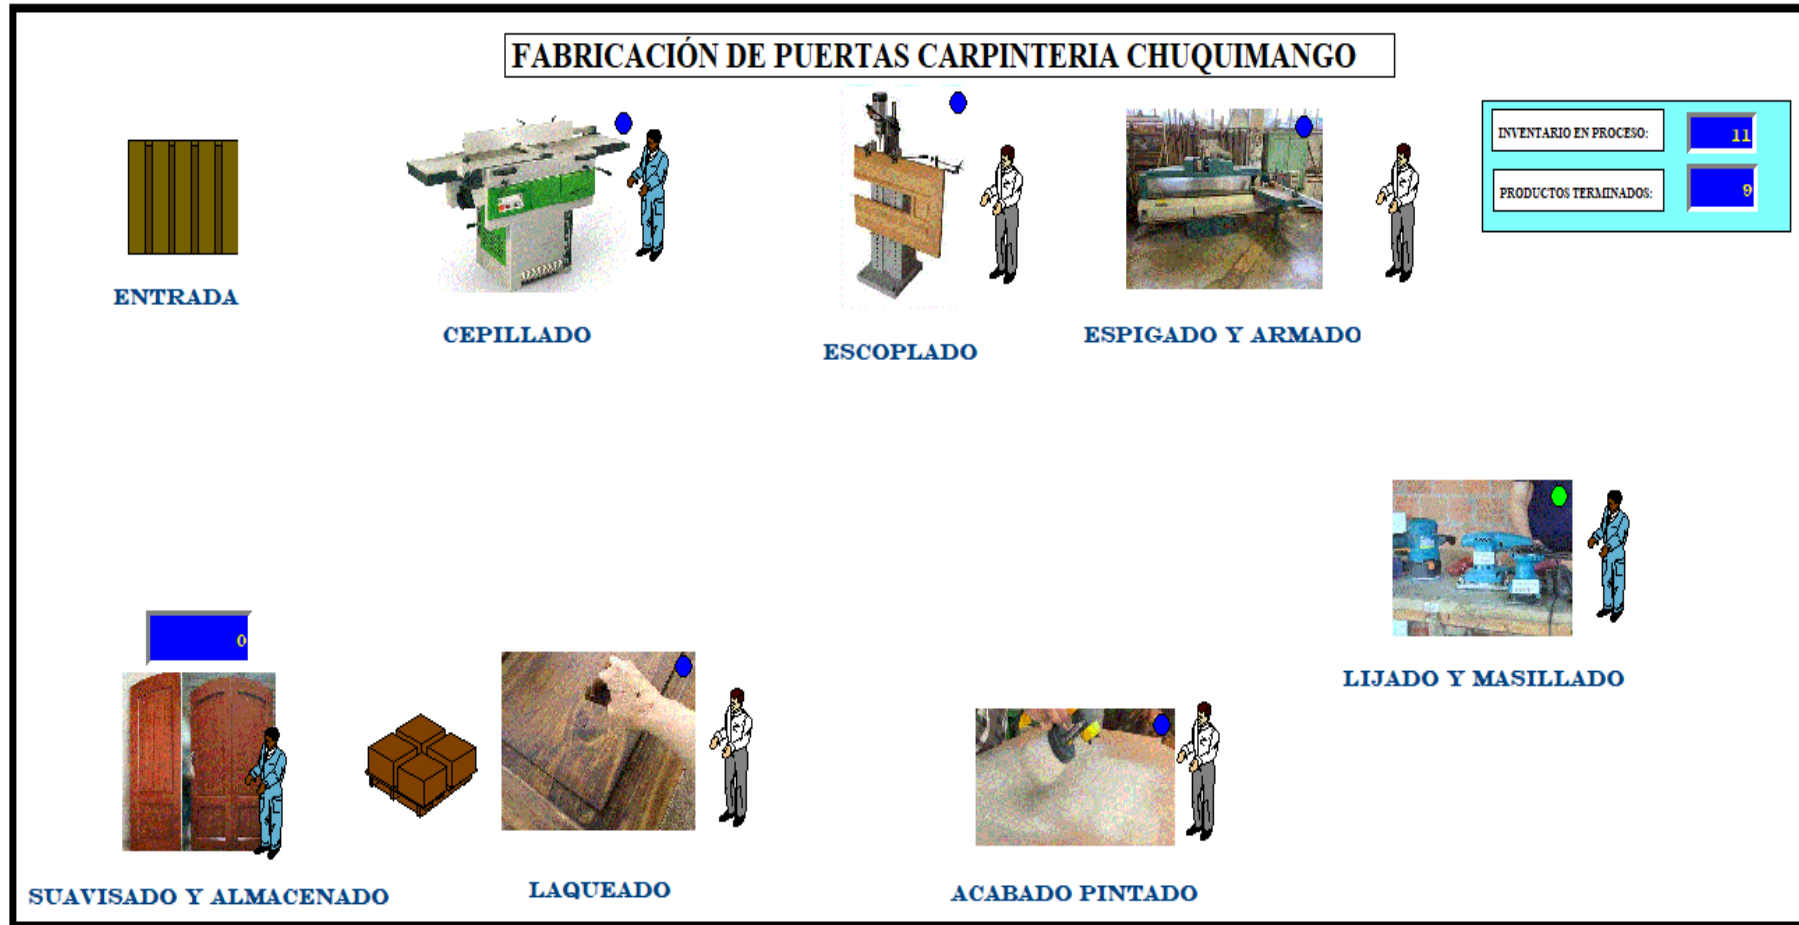 FABRICACIÓN DE PUERTAS CARPINTERIA CHUQUIMANGO
INVENTARIO EN PROCESO:
11
PRODUCTOS TERMINADOS:
9
ENTRADA
CEPILLADO
ESCOPLADO
ESPIGADO Y ARMADO
LIJADO Y MASILLADO
0
SUAVISADO Y ALMACENADO
LAQUEADO
ACABADO PINTADO